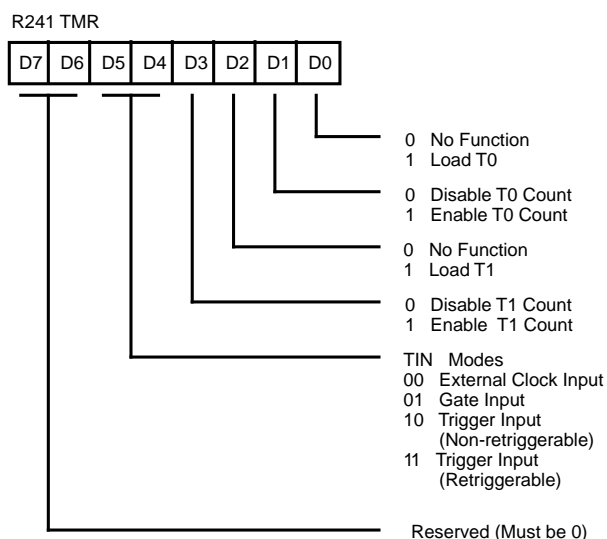 R241 TMR
D7 D6 D5 D4 D3 D2 D1 D0
0 No Function
1 Load T0
0 Disable T0 Count
1 Enable T0 Count
0 No Function
1 Load T1
0 Disable T1 Count
1 Enable T1 Count
TIN Modes
00 External Clock Input
01 Gate Input
10 Trigger Input
(Non-retriggerable)
11 Trigger Input
(Retriggerable)
Reserved (Must be 0)